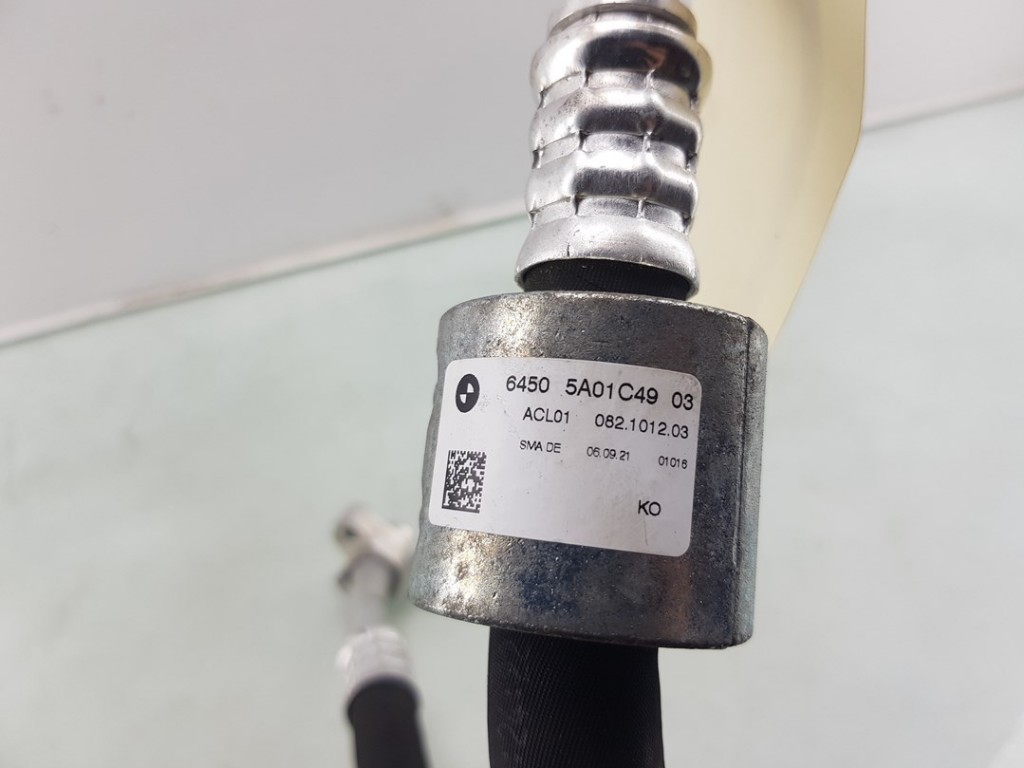 6450 5A01C49 03
ACL01 082.1012.03
SMA DE 06.09.21 01016
KO